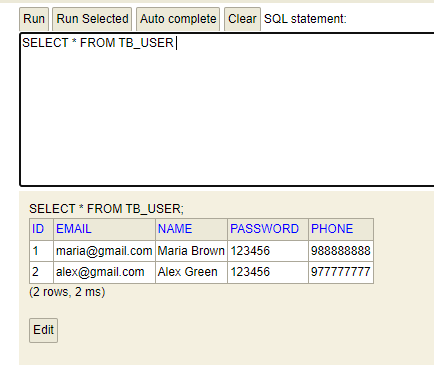 Run Run Selected Auto complete Clear SQL statement:
SELECT * FROM TB_USER
SELECT * FROM TB_USER;
ID EMAIL NAME PASSWORD PHONE
1 maria@gmail.com Maria Brown 123456 988888888
2 alex@gmail.com Alex Green 123456 977777777
(2 rows, 2 ms)
Edit